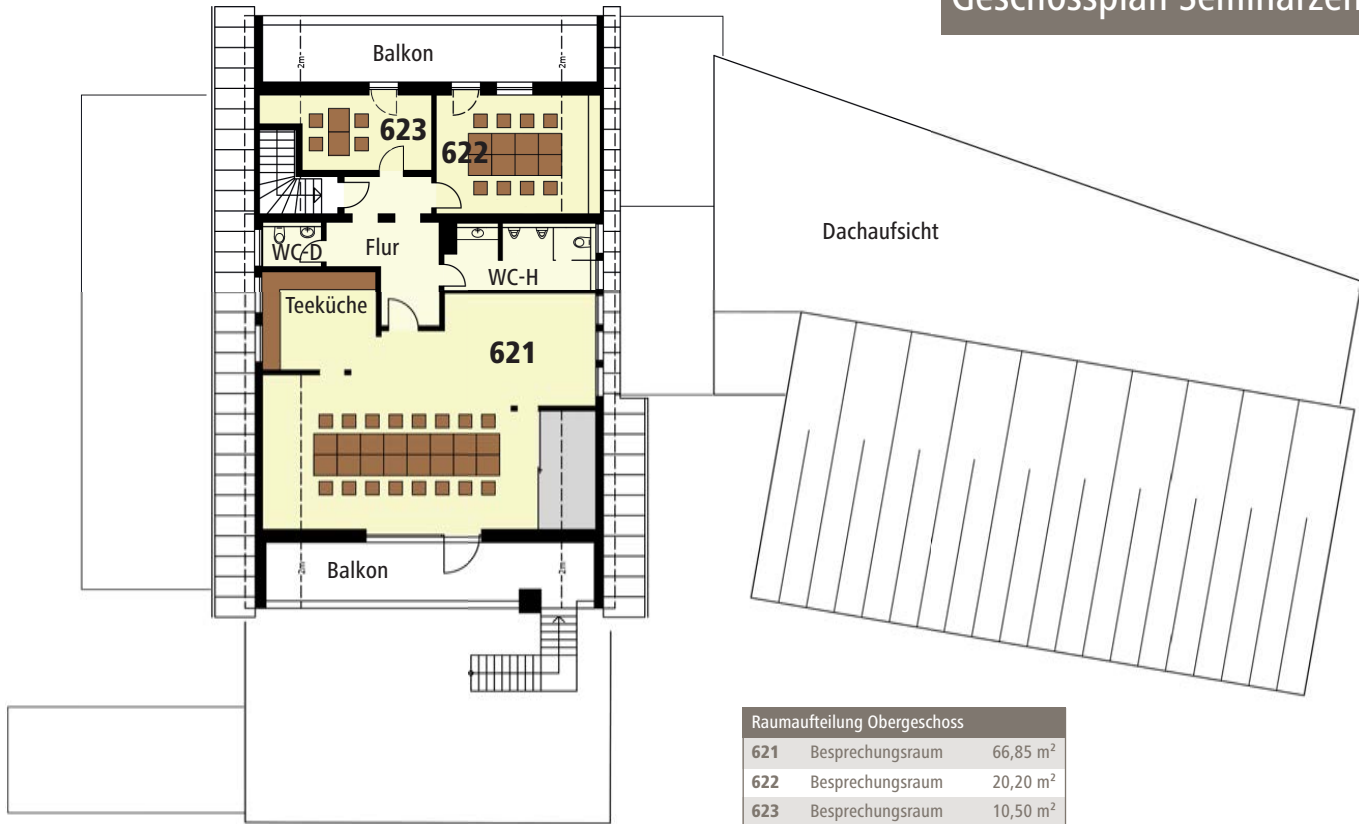 Geschossplan Seminarzen
Balkon
2m
2m
623
622
Dachaufsicht
WC-D
Flur
WC-H
Teeküche
621
Balkon
2m
2m
Raumaufteilung Obergeschoss
621 Besprechungsraum 66,85 m²
622 Besprechungsraum 20,20 m²
623 Besprechungsraum 10,50 m²